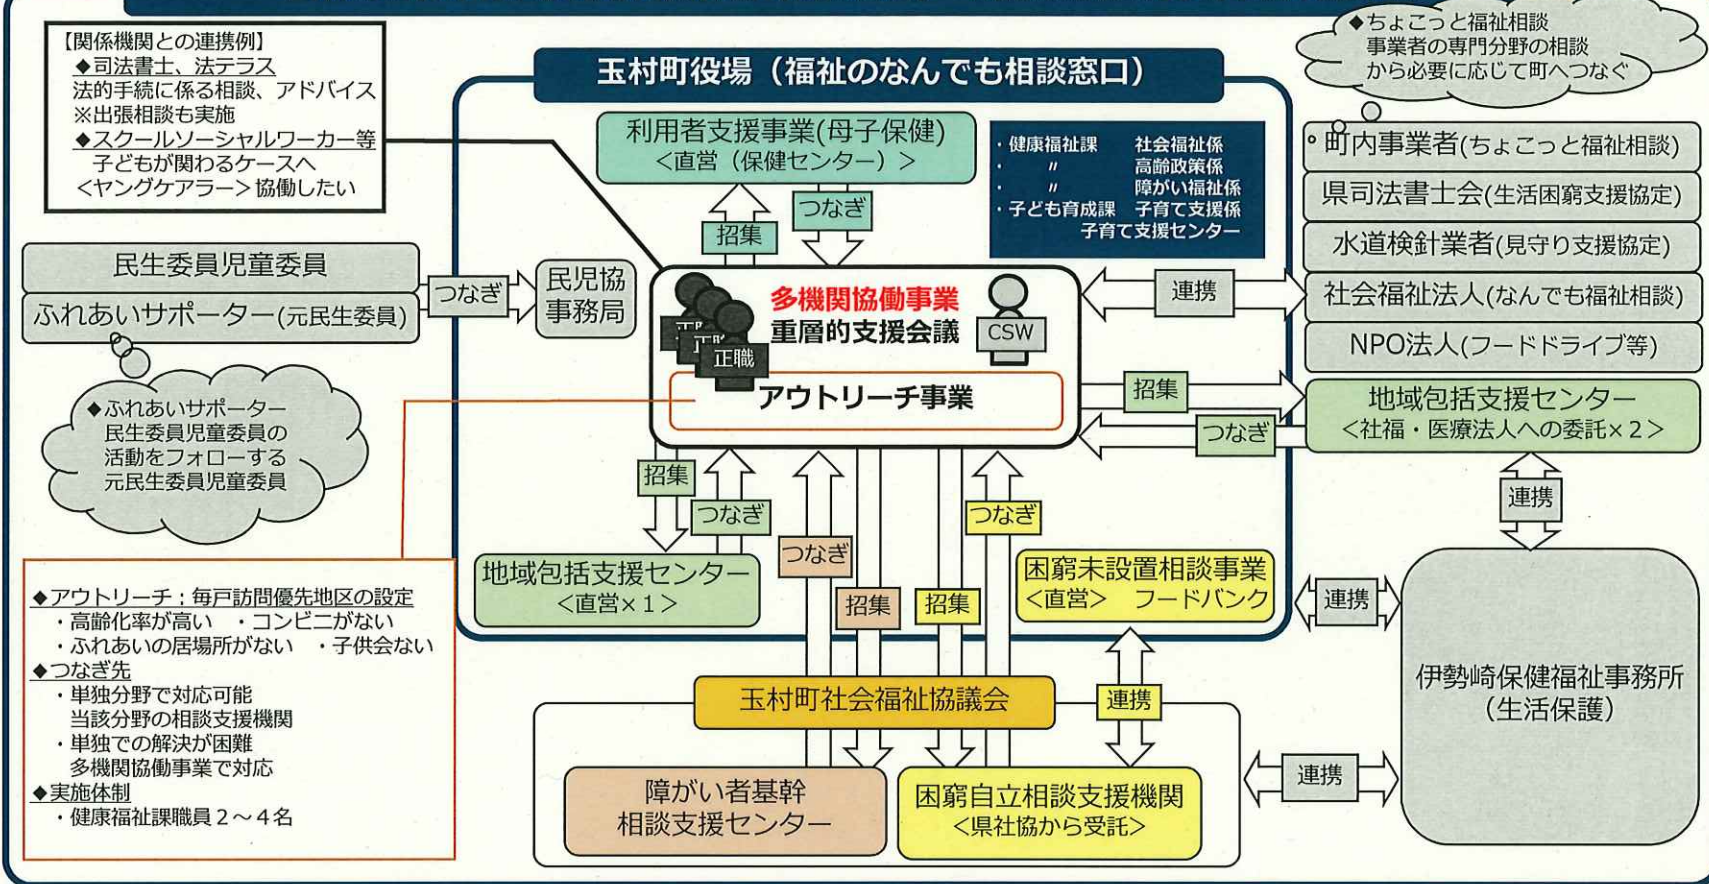 【関係機関との連携例】
◆司法書士、法テラス
法的手続に係る相談、アドバイス
※出張相談も実施
◆スクールソーシャルワーカー等
子どもが関わるケースへ
<ヤングケアラー>協働したい
玉村町役場（福祉のなんでも相談窓口）
◆ちょこっと福祉相談
事業者の専門分野の相談
から必要に応じて町へつなぐ
利用者支援事業(母子保健)
<直営（保健センター）>
・健康福祉課 社会福祉係
・ 〃 高齢政策係
・ 〃 障がい福祉係
・子ども育成課 子育て支援係
子育て支援センター
招集
つなぎ
町内事業者(ちょこっと福祉相談)
県司法書士会(生活困窮支援協定)
水道検針業者(見守り支援協定)
社会福祉法人(なんでも福祉相談)
NPO法人(フードドライブ等)
民生委員児童委員
ふれあいサポーター(元民生委員)
つなぎ
民児協
事務局
多機関協働事業
重層的支援会議
正職
正職
正職
CSW
アウトリーチ事業
連携
招集
つなぎ
地域包括支援センター
<社福・医療法人への委託×２>
◆ふれあいサポーター
民生委員児童委員の
活動をフォローする
元民生委員児童委員
招集
つなぎ
つなぎ
招集
招集
つなぎ
連携
地域包括支援センター
<直営×１>
困窮未設置相談事業
<直営> フードバンク
連携
◆アウトリーチ：毎戸訪問優先地区の設定
・高齢化率が高い ・コンビニがない
・ふれあいの居場所がない ・子供会ない
◆つなぎ先
・単独分野で対応可能
当該分野の相談支援機関
・単独での解決が困難
多機関協働事業で対応
◆実施体制
・健康福祉課職員２～４名
玉村町社会福祉協議会
連携
障がい者基幹
相談支援センター
困窮自立相談支援機関
<県社協から受託>
連携
伊勢崎保健福祉事務所
（生活保護）